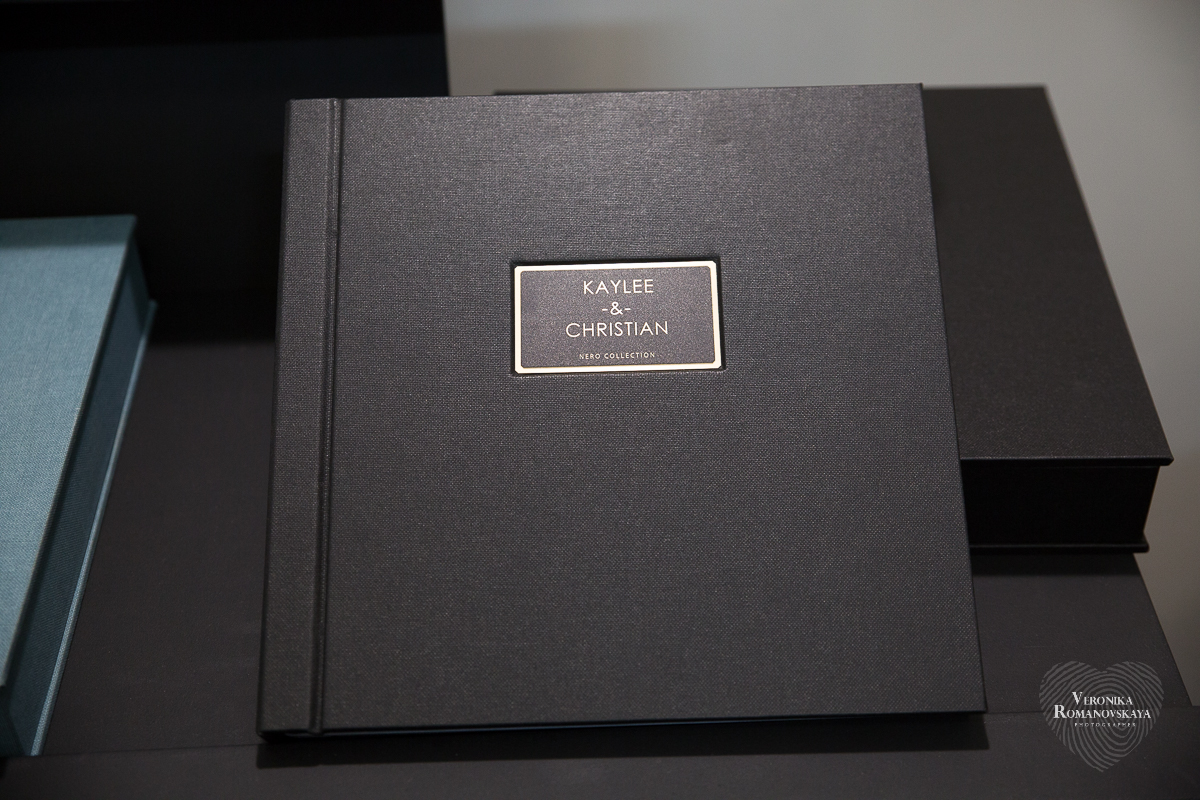 KAYLEE
-&-
CHRISTIAN
NERO COLLECTION
VERONIKA
ROMANOVSKAYA
PHOTOGRAPHER